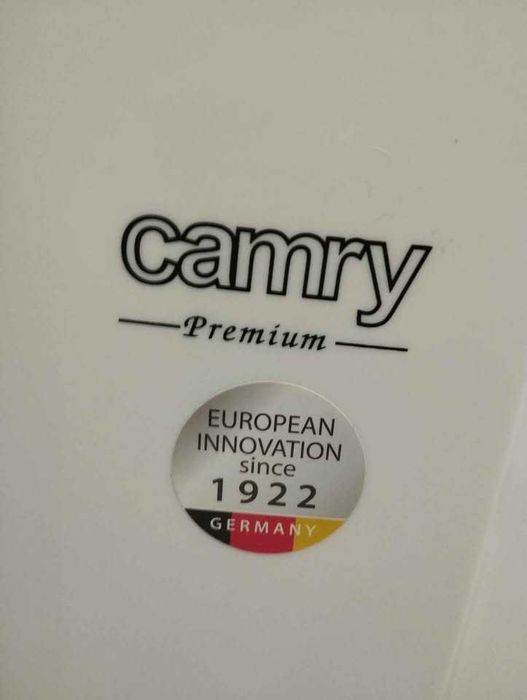 camry
Premium
EUROPEAN
INNOVATION
since
1922
GERMANY